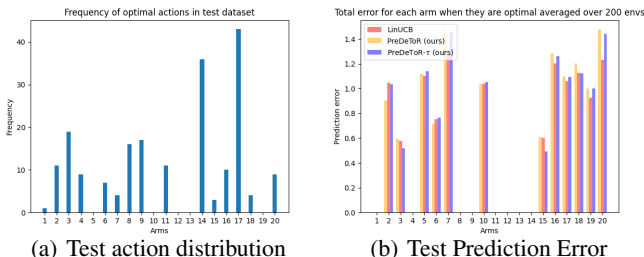 Frequency of optimal actions in test dataset
Frequency
40
30
20
10
0
1 2 3 4 5 6 7 8 9 10 11 12 13 14 15 16 17 18 19 20
Arms
(a) Test action distribution
Total error for each arm when they are optimal averaged over 200 envs
LinUCB
PreDeToR (ours)
PreDeToR-τ (ours)
Prediction error
1.4
1.2
1.0
0.8
0.6
0.4
0.2
0.0
1 2 3 4 5 6 7 8 9 10 11 12 13 14 15 16 17 18 19 20
Arms
(b) Test Prediction Error